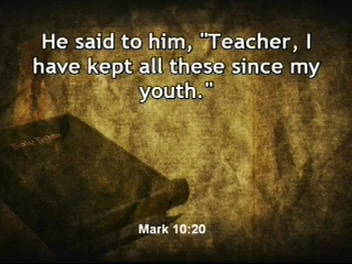 He said to him, "Teacher, I
have kept all these since my
youth."
Mark 10:20